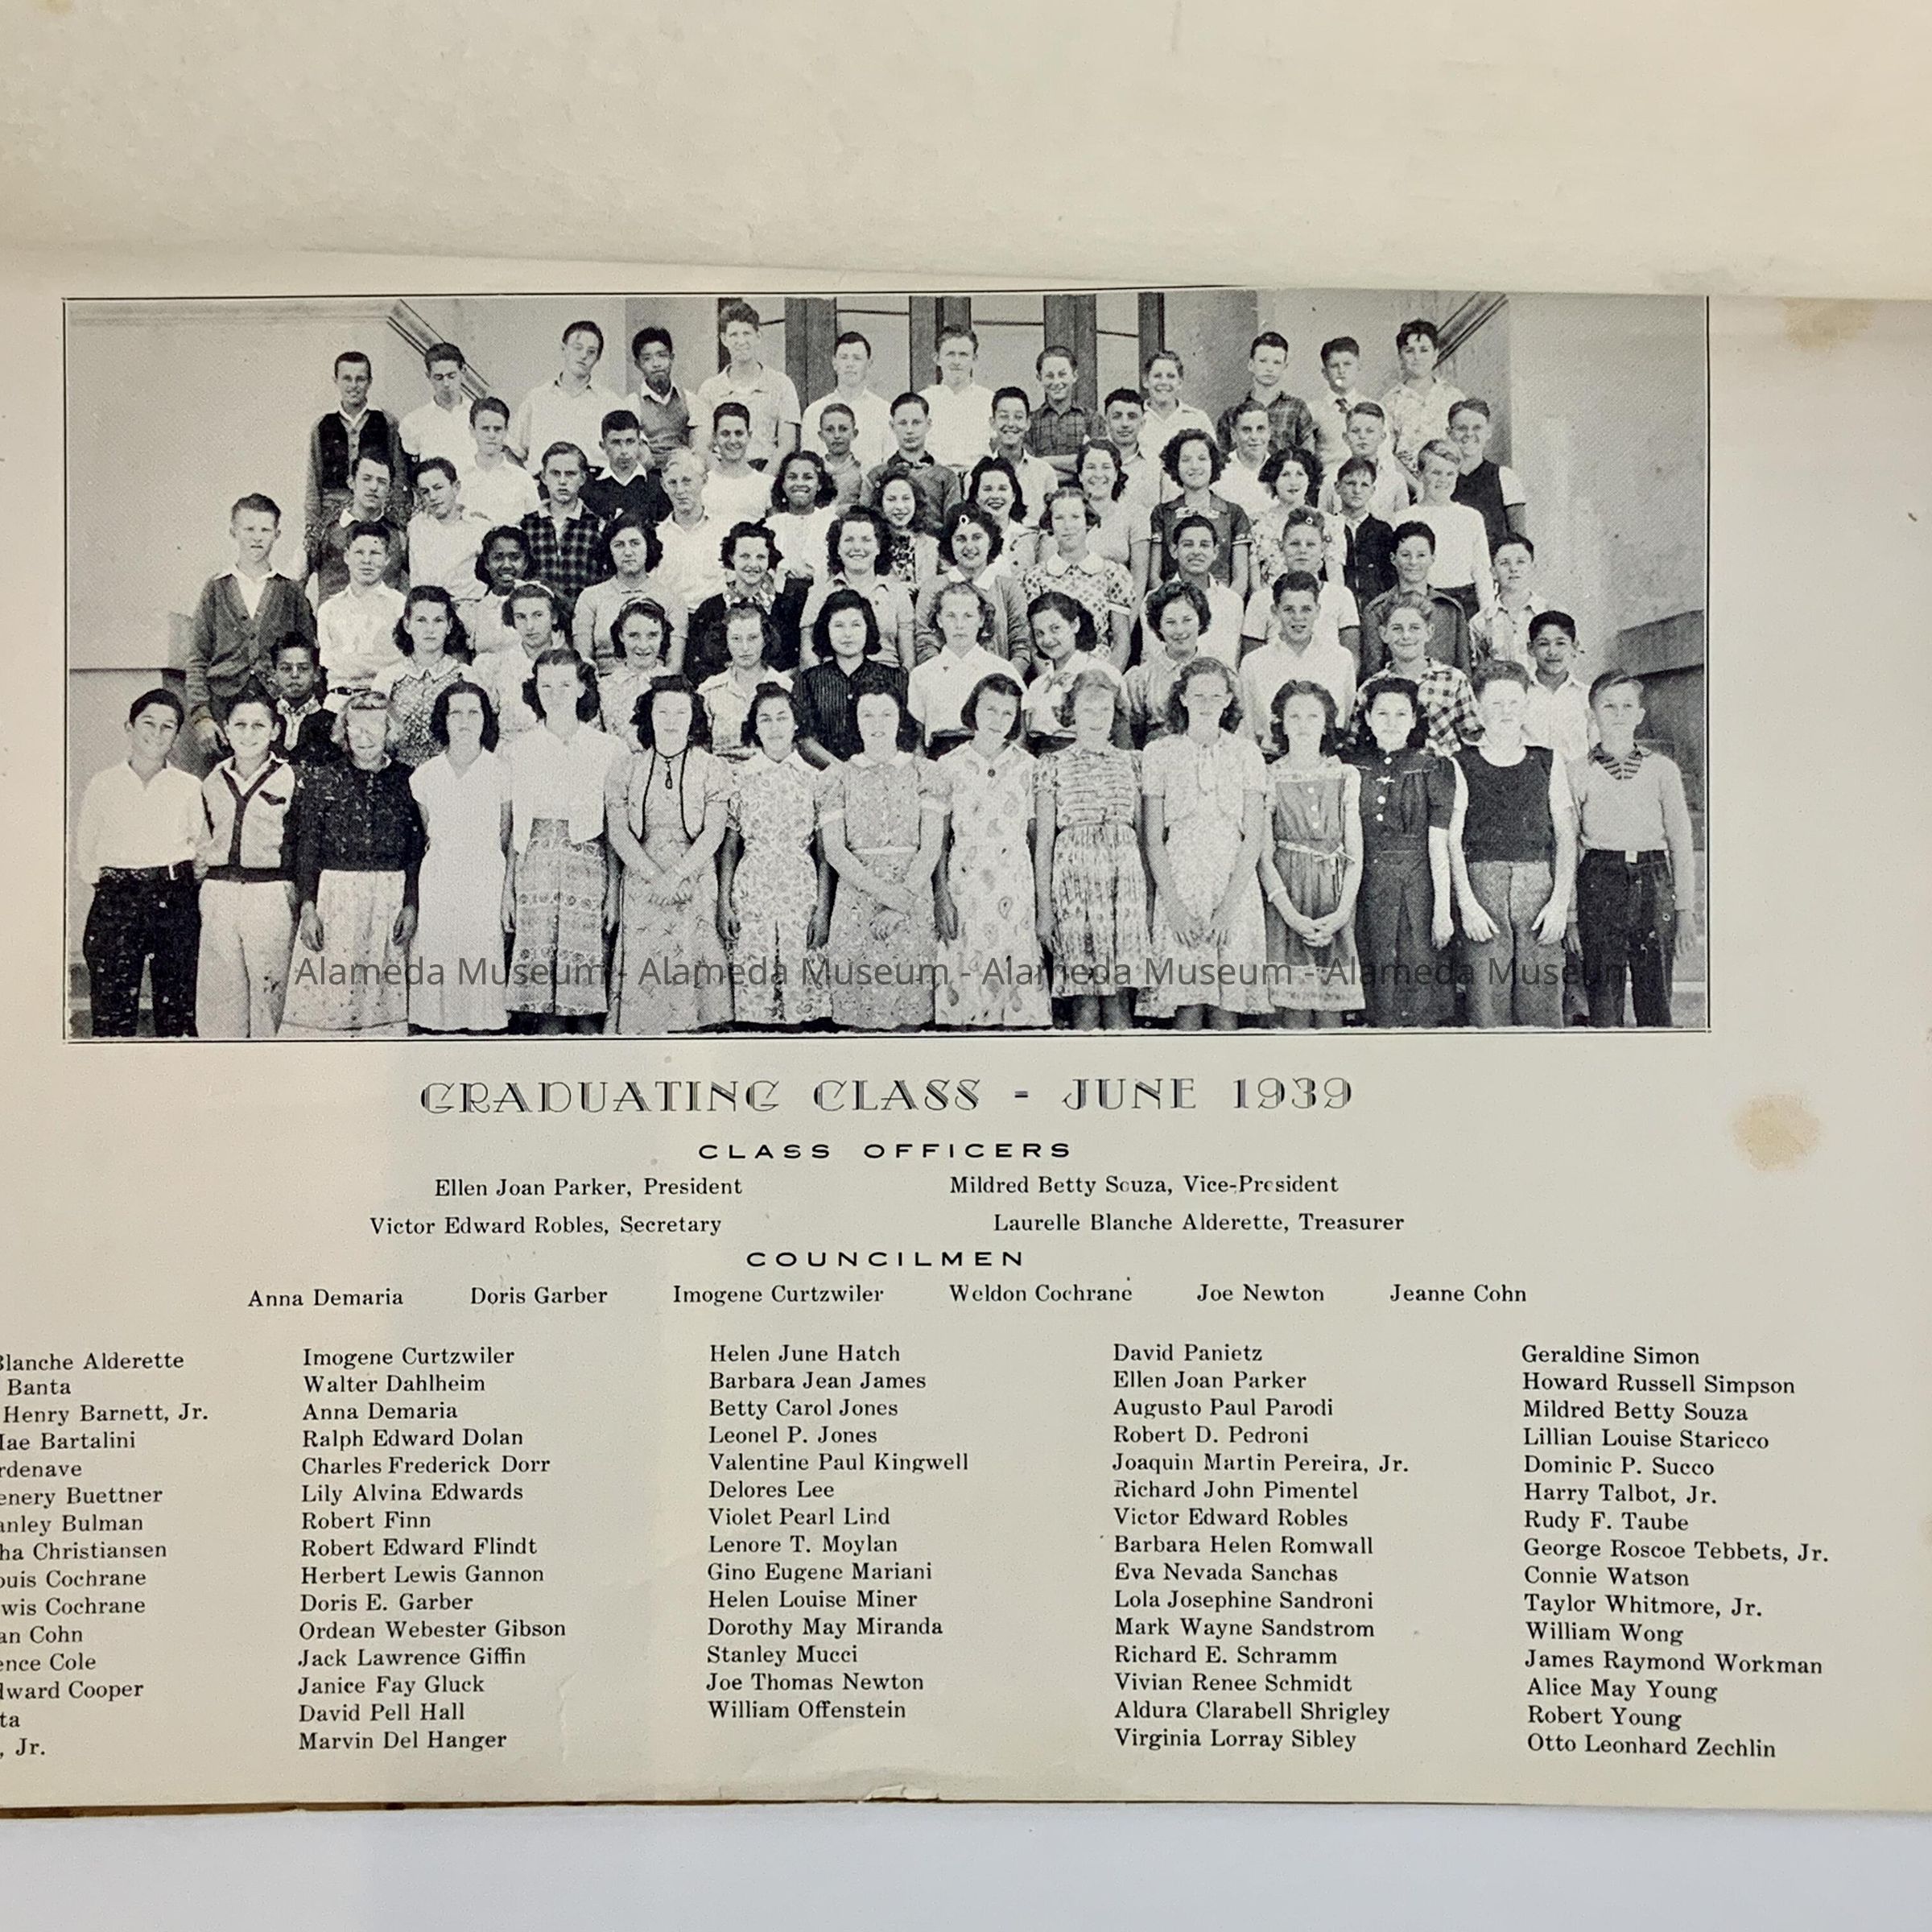 Alameda Museum - Alameda Museum - Alameda Museum - Alameda Museum
GRADUATING CLASS - JUNE 1939
CLASS OFFICERS
Ellen Joan Parker, President Mildred Betty Souza, Vice-President
Victor Edward Robles, Secretary Laurelle Blanche Alderette, Treasurer
COUNCILMEN
Anna Demaria Doris Garber Imogene Curtzwiler Weldon Cochrane Joe Newton Jeanne Cohn
Blanche Alderette
Banta
Henry Barnett, Jr.
Bartalini
Buettner
Bulman
Christiansen
Cochrane
Cochrane
Cohn
Cole
Cooper
, Jr.
Imogene Curtzwiler
Walter Dahlheim
Anna Demaria
Ralph Edward Dolan
Charles Frederick Dorr
Lily Alvina Edwards
Robert Finn
Robert Edward Flindt
Herbert Lewis Gannon
Doris E. Garber
Ordean Webester Gibson
Jack Lawrence Giffin
Janice Fay Gluck
David Pell Hall
Marvin Del Hanger
Helen June Hatch
Barbara Jean James
Betty Carol Jones
Leonel P. Jones
Valentine Paul Kingwell
Delores Lee
Violet Pearl Lind
Lenore T. Moylan
Gino Eugene Mariani
Helen Louise Miner
Dorothy May Miranda
Stanley Mucci
Joe Thomas Newton
William Offenstein
David Panietz
Ellen Joan Parker
Augusto Paul Parodi
Robert D. Pedroni
Joaquin Martin Pereira, Jr.
Richard John Pimentel
Victor Edward Robles
Barbara Helen Romwall
Eva Nevada Sanchas
Lola Josephine Sandroni
Mark Wayne Sandstrom
Richard E. Schramm
Vivian Renee Schmidt
Aldura Clarabell Shrigley
Virginia Lorray Sibley
Geraldine Simon
Howard Russell Simpson
Mildred Betty Souza
Lillian Louise Staricco
Dominic P. Succo
Harry Talbot, Jr.
Rudy F. Taube
George Roscoe Tebbets, Jr.
Connie Watson
Taylor Whitmore, Jr.
William Wong
James Raymond Workman
Alice May Young
Robert Young
Otto Leonhard Zechlin